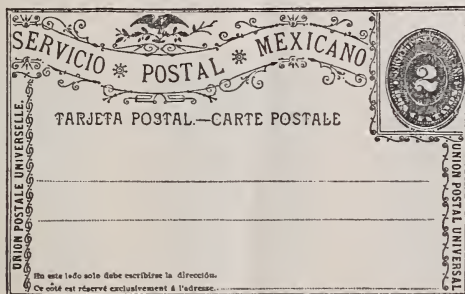 SERVICIO * POSTAL * MEXICANO
2
TARJETA POSTAL.—CARTE POSTALE
UNION POSTALE UNIVERSELLE.
UNION POSTAL UNIVERSAL
En este lado solo debe escribirse la dirección.
Ce coté est réservé exclusivement à l'adresse.